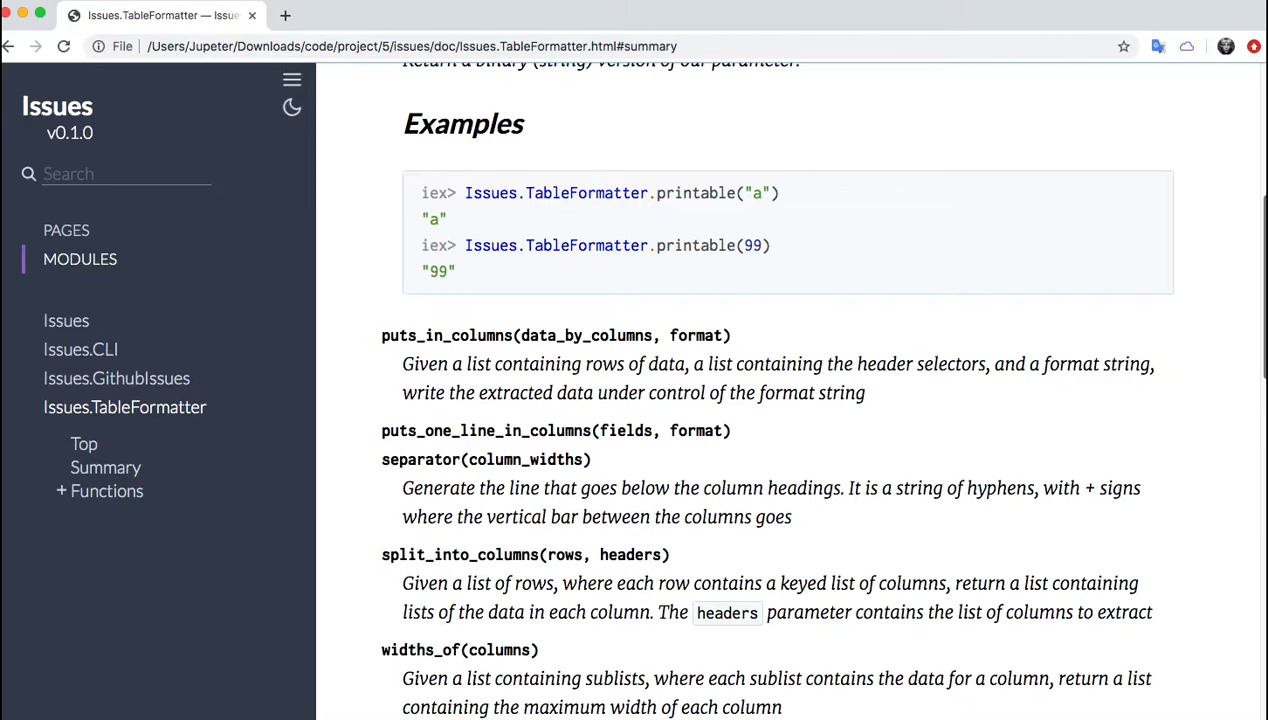 Issues.TableFormatter — Issue
File /Users/Jupeter/Downloads/code/project/5/issues/doc/Issues.TableFormatter.html#summary
Issues
v0.1.0
Search
PAGES
MODULES
Issues
Issues.CLI
Issues.GithubIssues
Issues.TableFormatter
Top
Summary
+ Functions
Return a binary (string) version of our parameter.
Examples
iex> Issues.TableFormatter.printable("a")
"a"
iex> Issues.TableFormatter.printable(99)
"99"
puts_in_columns(data_by_columns, format)
Given a list containing rows of data, a list containing the header selectors, and a format string,
write the extracted data under control of the format string
puts_one_line_in_columns(fields, format)
separator(column_widths)
Generate the line that goes below the column headings. It is a string of hyphens, with + signs
where the vertical bar between the columns goes
split_into_columns(rows, headers)
Given a list of rows, where each row contains a keyed list of columns, return a list containing
lists of the data in each column. The headers parameter contains the list of columns to extract
widths_of(columns)
Given a list containing sublists, where each sublist contains the data for a column, return a list
containing the maximum width of each column